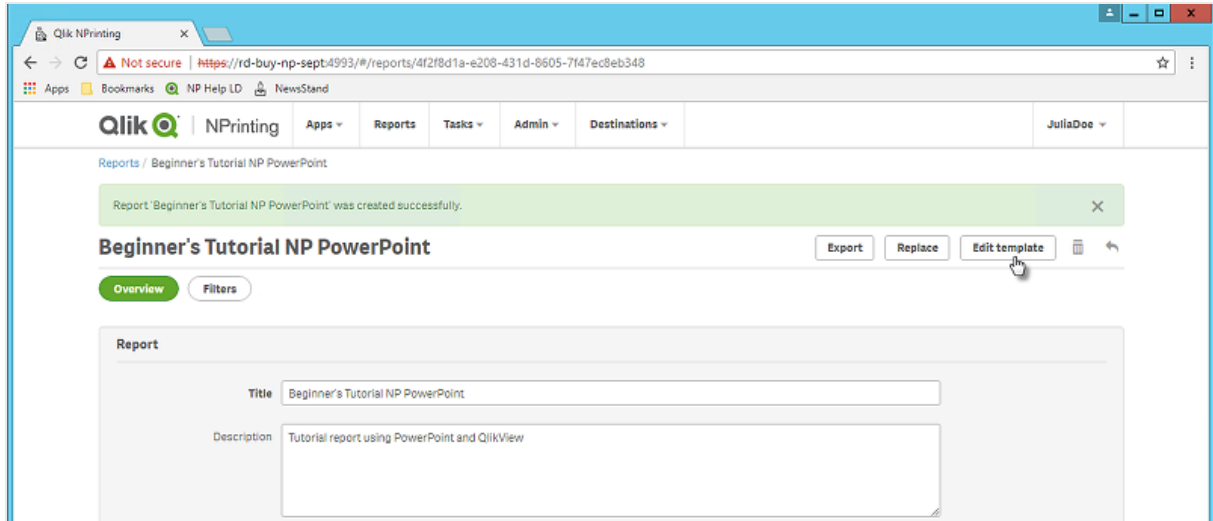 Qlik NPrinting
Not secure | https://rd-buy-np-sept:4993/#/reports/4f2f8d1a-e208-431d-8605-7f47ec8eb348
Apps Bookmarks NP Help LD NewsStand
Qlik NPrinting Apps Reports Tasks Admin Destinations JuliaDoe
Reports / Beginner's Tutorial NP PowerPoint
Report 'Beginner's Tutorial NP PowerPoint' was created successfully.
Beginner's Tutorial NP PowerPoint Export Replace Edit template
Overview Filters
Report
Title Beginner's Tutorial NP PowerPoint
Description Tutorial report using PowerPoint and QlikView